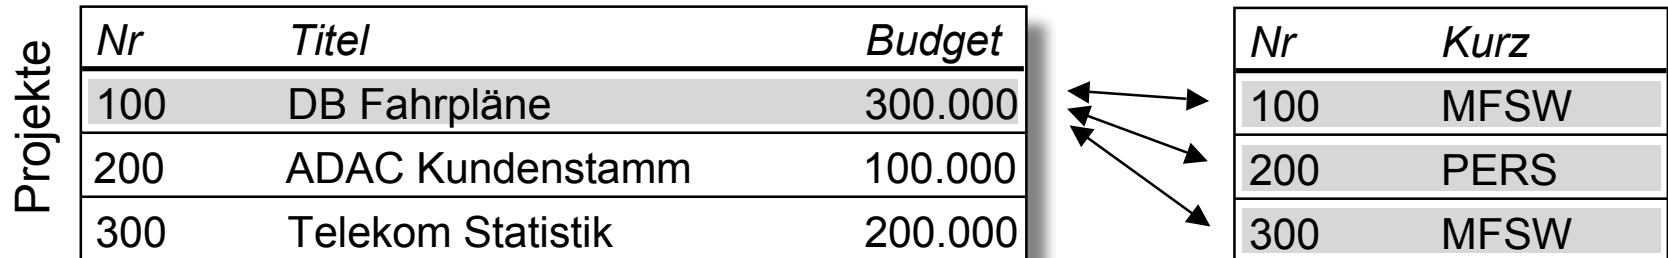 Projekte
Nr Titel Budget
100 DB Fahrpläne 300.000
200 ADAC Kundenstamm 100.000
300 Telekom Statistik 200.000
Nr Kurz
100 MFSW
200 PERS
300 MFSW